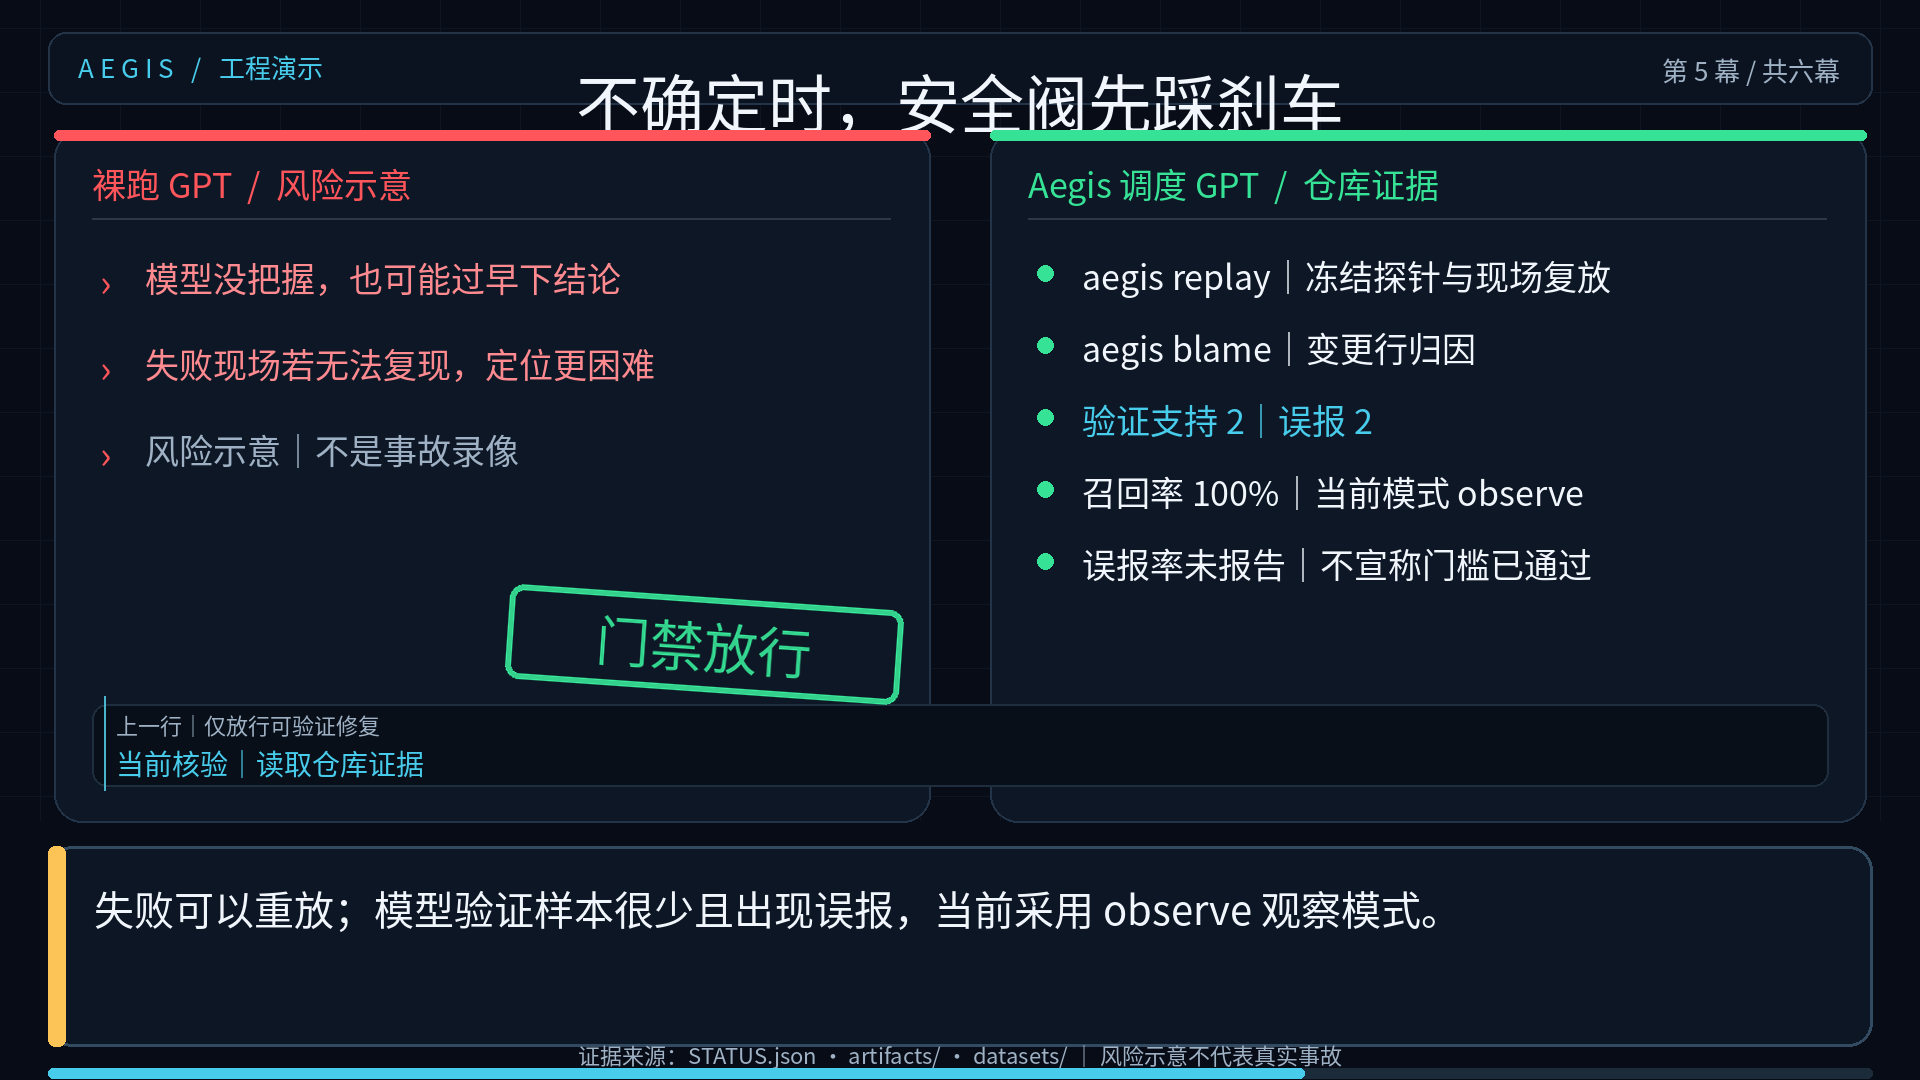 AEGIS / 工程演示
第 5 幕 / 共六幕
不确定时，安全阀先踩刹车
裸跑 GPT / 风险示意
› 模型没把握，也可能过早下结论
› 失败现场若无法复现，定位更困难
› 风险示意｜不是事故录像
门禁放行
Aegis 调度 GPT / 仓库证据
aegis replay｜冻结探针与现场复放
aegis blame｜变更行归因
验证支持 2｜误报 2
召回率 100%｜当前模式 observe
误报率未报告｜不宣称门槛已通过
上一行｜仅放行可验证修复
当前核验｜读取仓库证据
失败可以重放；模型验证样本很少且出现误报，当前采用 observe 观察模式。
证据来源：STATUS.json · artifacts/ · datasets/ ｜ 风险示意不代表真实事故